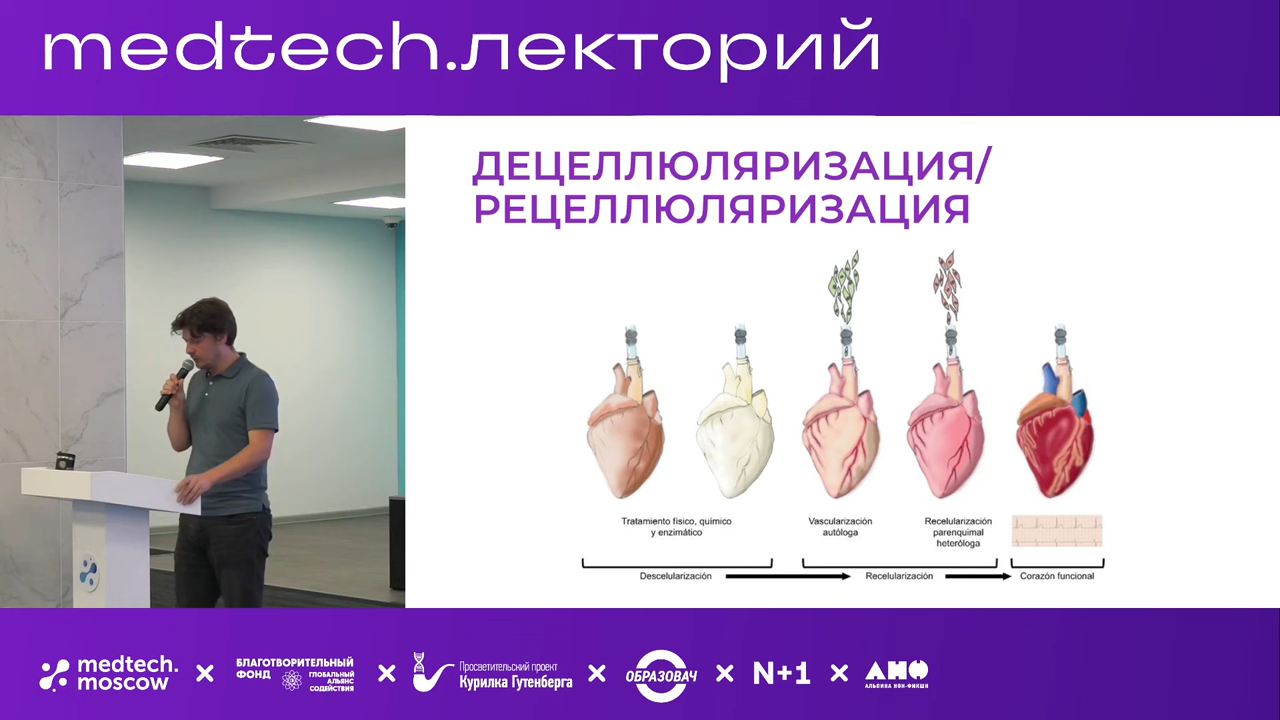 medtech.лекторий
ДЕЦЕЛЛЮЛЯРИЗАЦИЯ/
РЕЦЕЛЛЮЛЯРИЗАЦИЯ
Tratamiento físico, químico
y enzimático
Vascularización
autóloga
Recelularización
parenquimal
heteróloga
Descelularización
Recelularización
Corazón funcional
medtech.
moscow
БЛАГОТВОРИТЕЛЬНЫЙ
ФОНД
ГЛОБАЛЬНЫЙ
АЛЬЯНС
СОДЕЙСТВИЯ
Просветительский проект
Курилка Гутенберга
ОБРАЗОВАЧ
N+1
АНФ
АЛЬПИНА НОН-ФИКШН